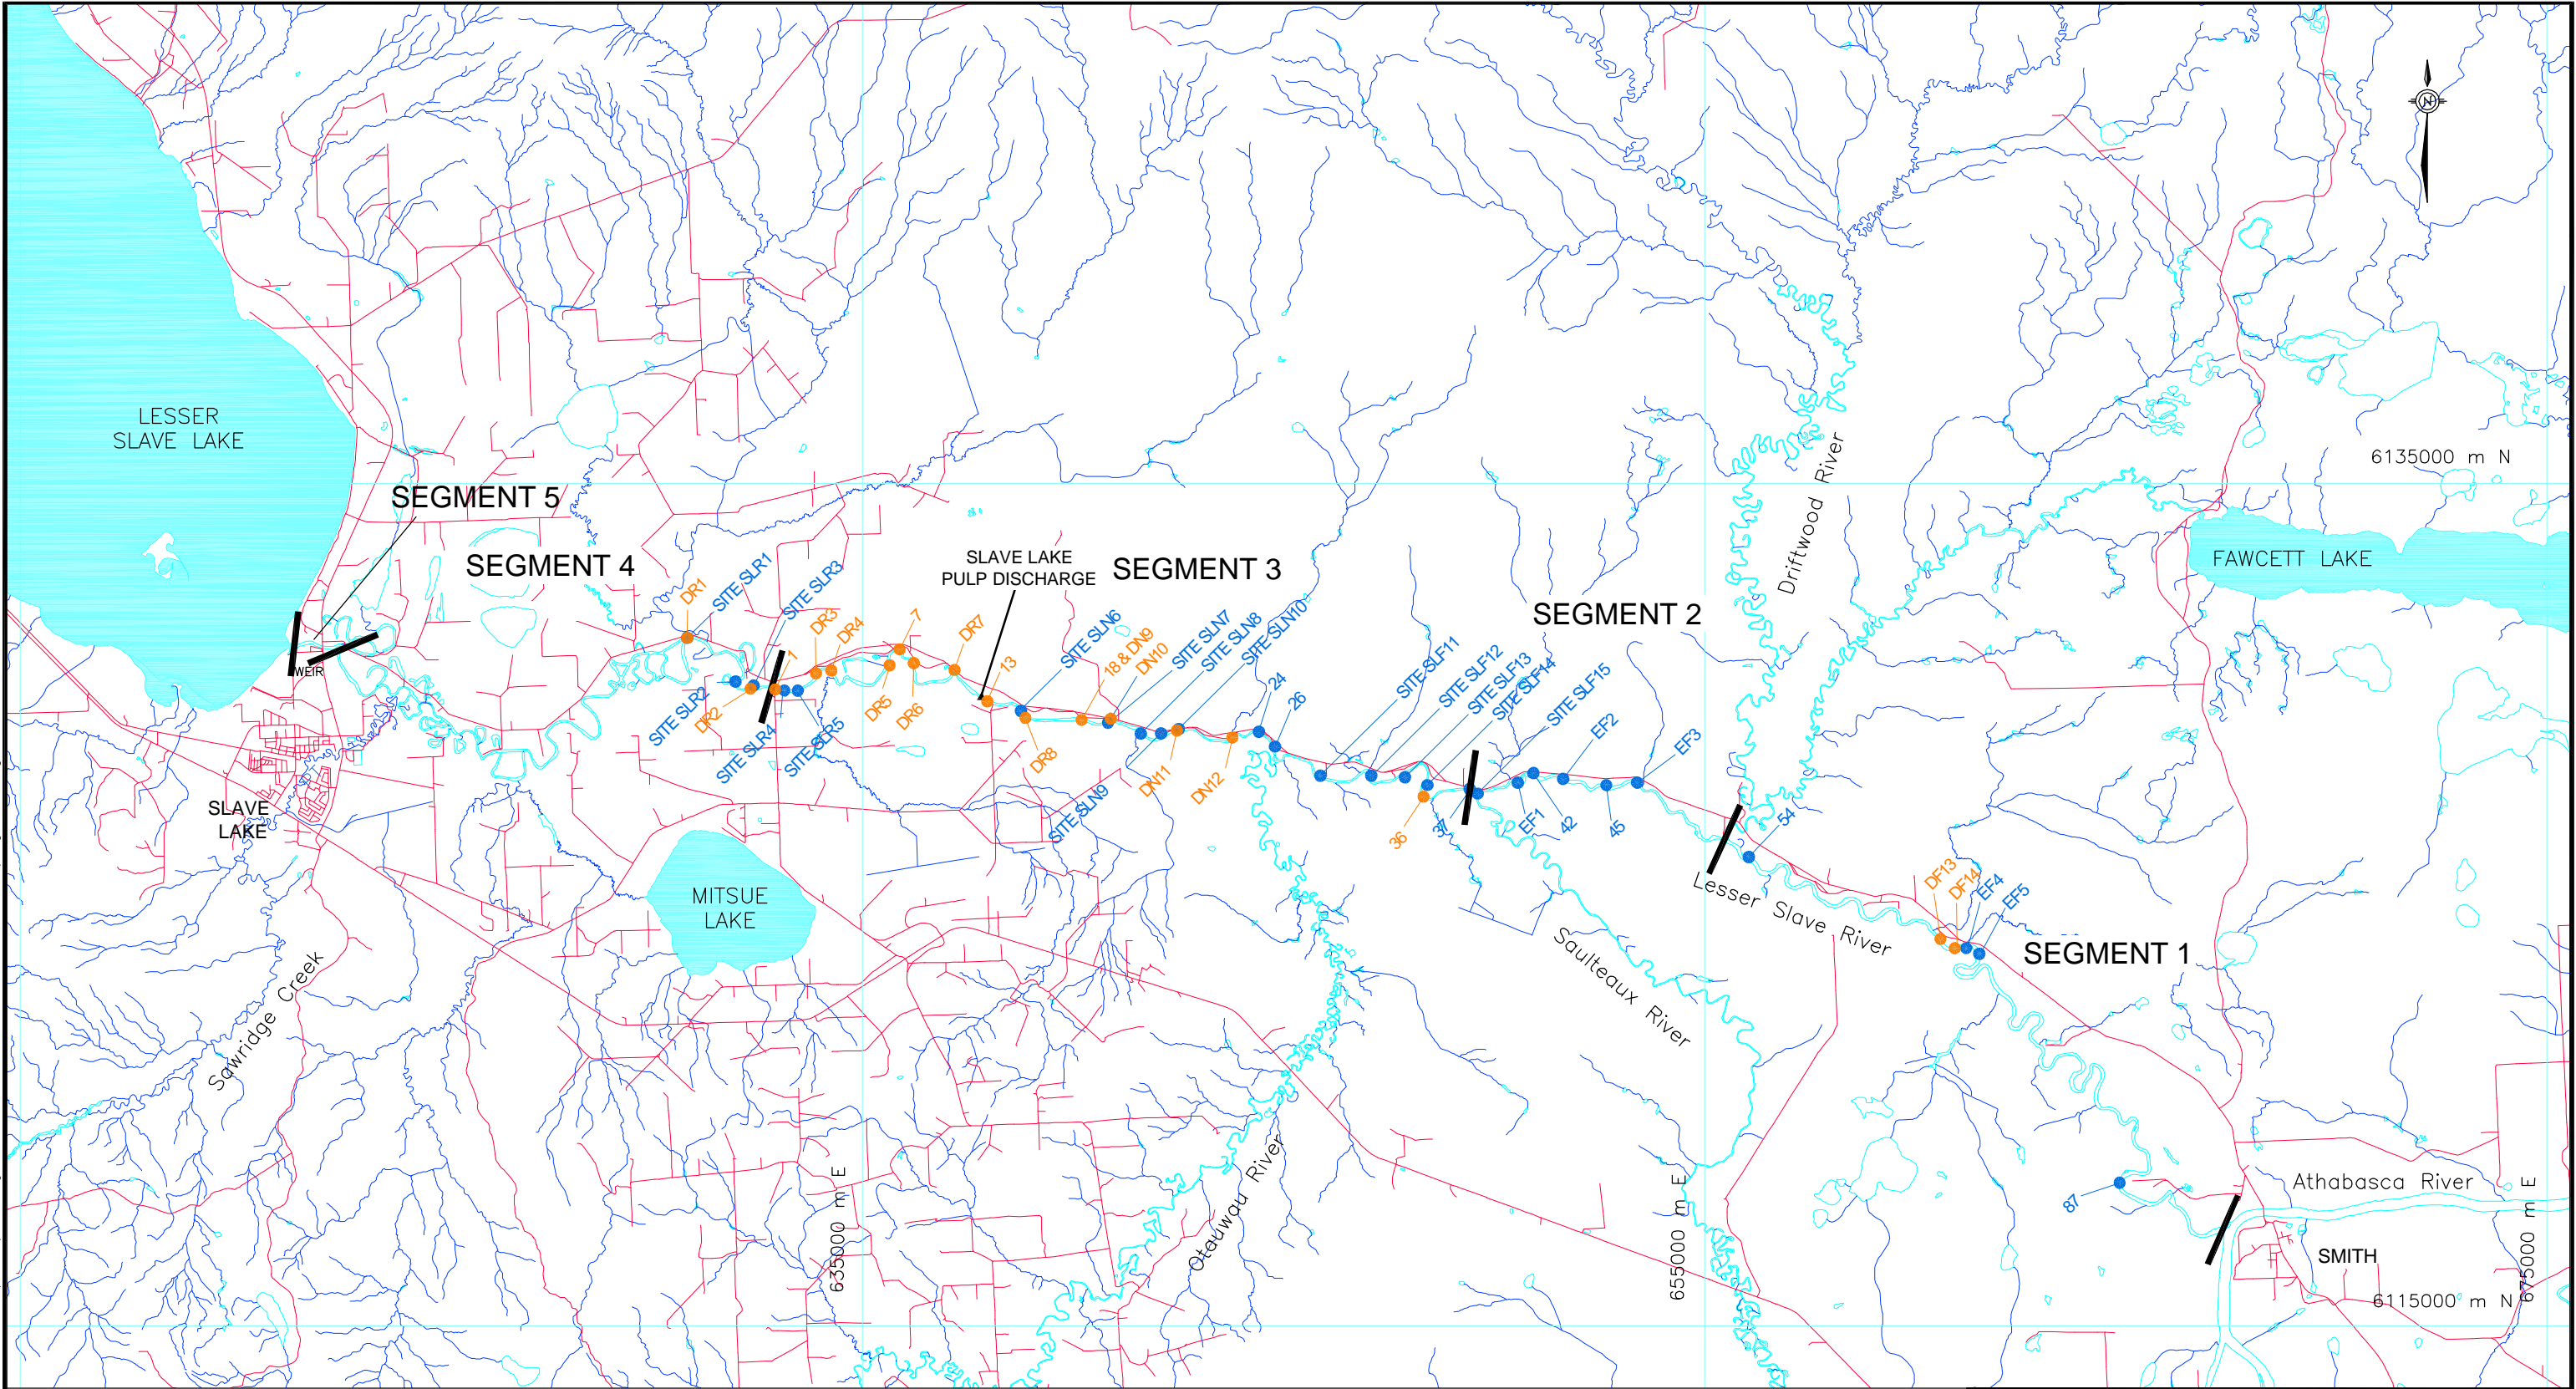 N
LESSER
SLAVE LAKE
6135000 m N
SEGMENT 5
Driftwood River
SEGMENT 4
SLAVE LAKE
PULP DISCHARGE
SEGMENT 3
FAWCETT LAKE
SEGMENT 2
WEIR
DR1
SITE SLR1
SITE SLR3
SITE SLR2
DR2
1
SITE SLR4
SITE SLR5
DR3
DR4
DR5
7
DR6
DR7
13
SITE SLN6
DR8
18 & DN9
DN10
SITE SLN7
SITE SLN8
SITE SLN9
SITE SLN10
DN11
DN12
24
26
SITE SLF11
SITE SLF12
SITE SLF13
SITE SLF14
36
37
SITE SLF15
EF1
42
EF2
45
EF3
54
DF13
DF14
EF4
EF5
87
SLAVE
LAKE
MITSUE
LAKE
Lesser Slave River
SEGMENT 1
Saulteaux River
Sawridge Creek
Otauwau River
Athabasca River
SMITH
635000 m E
655000 m E
675000 m E
6115000 m N